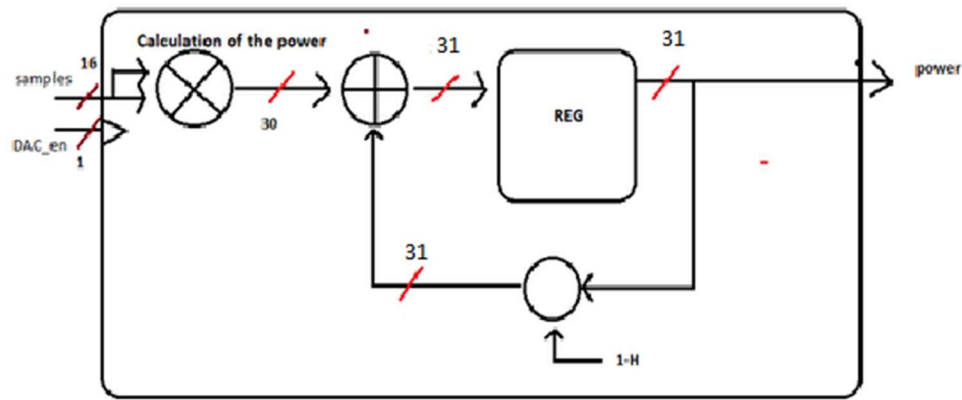 Calculation of the power
16
samples
DAC_en
1
30
31
31
REG
power
31
1-H